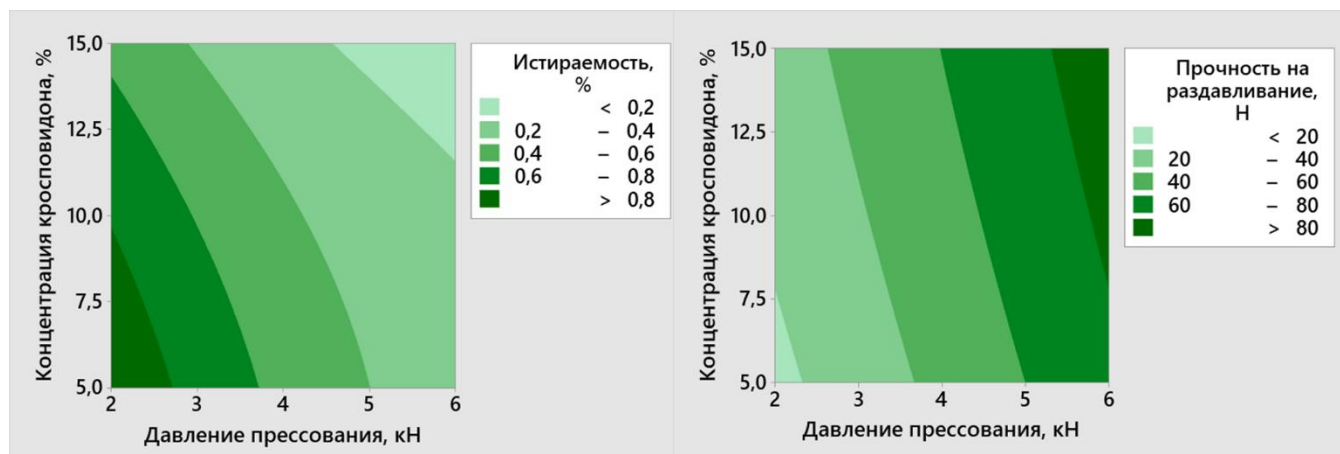 Концентрация кросповидона, %
15,0
12,5
10,0
7,5
5,0
2
3
4
5
6
Давление прессования, кН
Истираемость,
%
< 0,2
0,2 – 0,4
0,4 – 0,6
0,6 – 0,8
> 0,8
Концентрация кросповидона, %
15,0
12,5
10,0
7,5
5,0
2
3
4
5
6
Давление прессования, кН
Прочность на
раздавливание,
Н
< 20
20 – 40
40 – 60
60 – 80
> 80